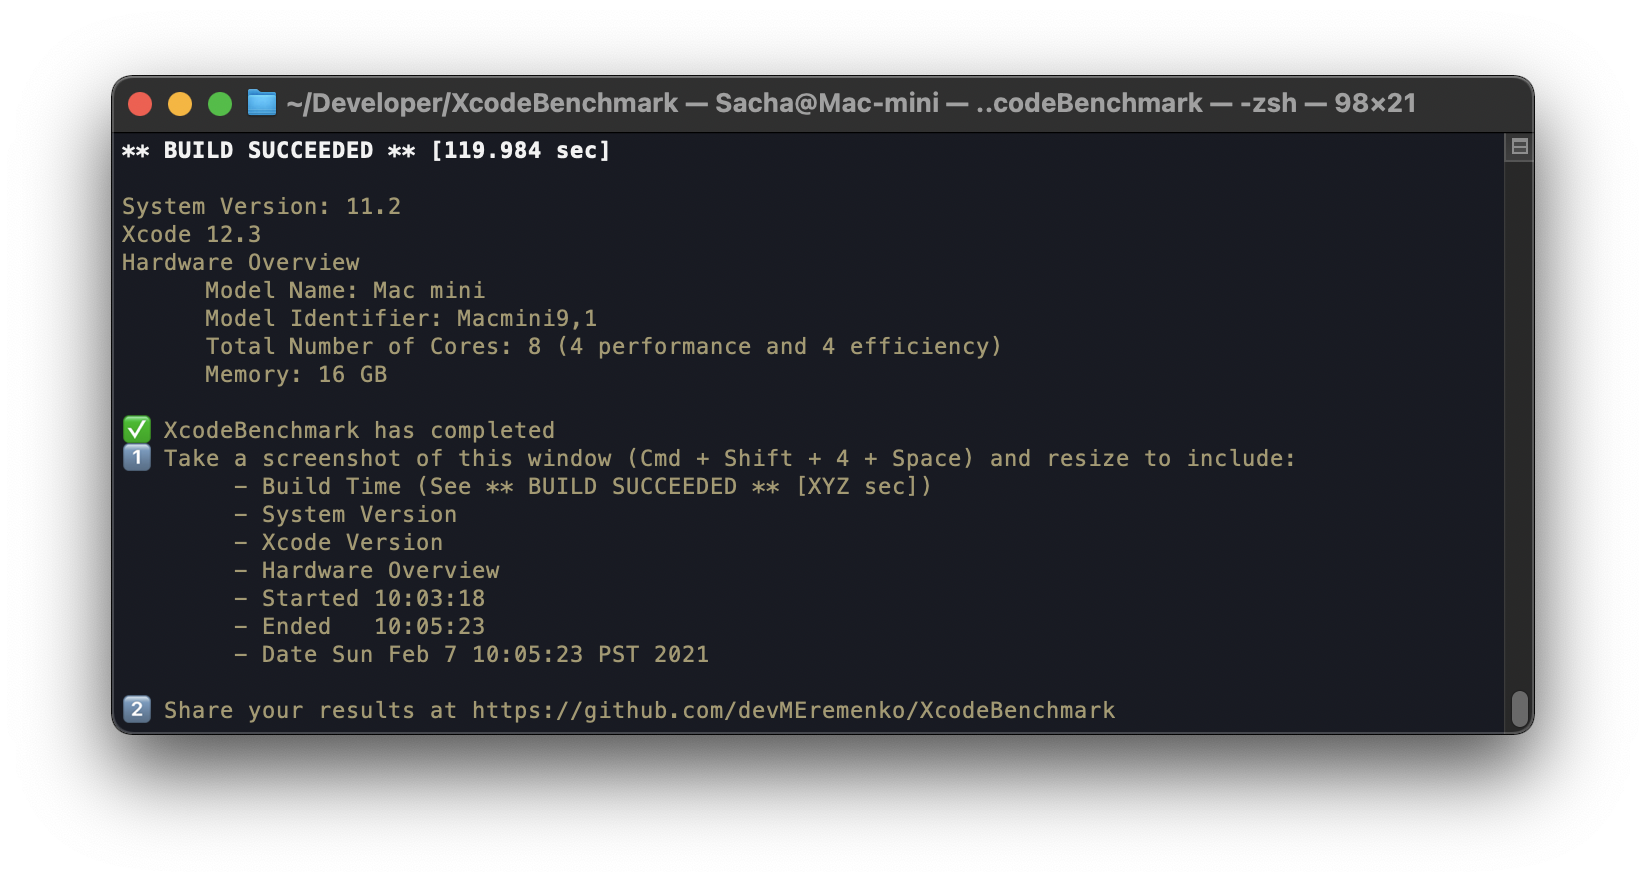 ~/Developer/XcodeBenchmark — Sacha@Mac-mini — ..codeBenchmark — -zsh — 98×21
** BUILD SUCCEEDED ** [119.984 sec]
System Version: 11.2
Xcode 12.3
Hardware Overview
Model Name: Mac mini
Model Identifier: Macmini9,1
Total Number of Cores: 8 (4 performance and 4 efficiency)
Memory: 16 GB
✅ XcodeBenchmark has completed
1️⃣ Take a screenshot of this window (Cmd + Shift + 4 + Space) and resize to include:
- Build Time (See ** BUILD SUCCEEDED ** [XYZ sec])
- System Version
- Xcode Version
- Hardware Overview
- Started 10:03:18
- Ended   10:05:23
- Date Sun Feb 7 10:05:23 PST 2021
2️⃣ Share your results at https://github.com/devMEremenko/XcodeBenchmark